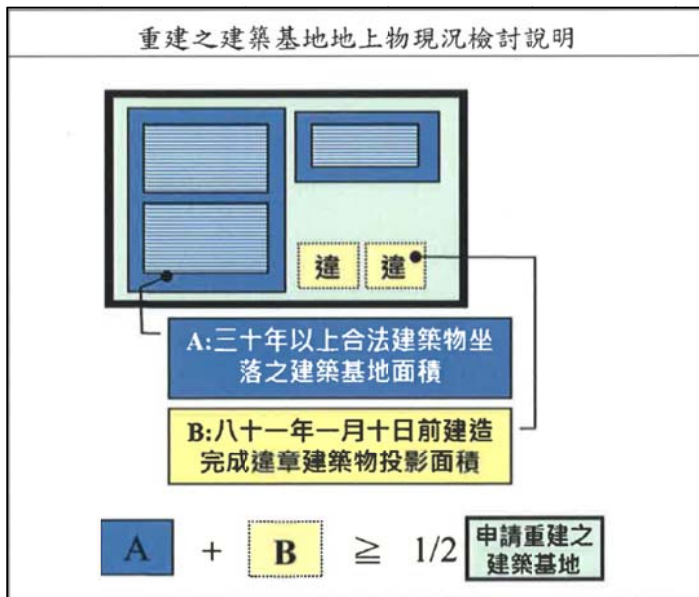 重建之建築基地地上物現況檢討說明
違 違
A:三十年以上合法建築物坐
落之建築基地面積
B:八十一年一月十日前建造
完成違章建築物投影面積
A + B ≧ 1/2 申請重建之
建築基地